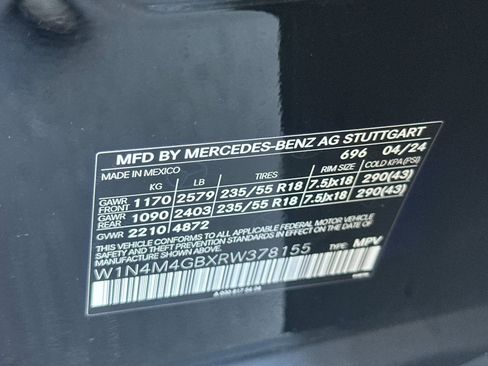 MFD BY MERCEDES-BENZ AG STUTTGART
MADE IN MEXICO 696 04/24
KG LB TIRES RIM SIZE COLD KPA(PSI)
GAWR FRONT 1170 2579 235/55 R18 7.5Jx18 290(43)
GAWR REAR 1090 2403 235/55 R18 7.5Jx18 290(43)
GVWR 2210 4872
THIS VEHICLE CONFORMS TO ALL APPLICABLE FEDERAL MOTOR VEHICLE
SAFETY AND THEFT PREVENTION STANDARDS IN EFFECT ON THE DATE
OF MANUFACTURE SHOWN ABOVE.
W1N4M4GBXRW378155 TYPE: MPV